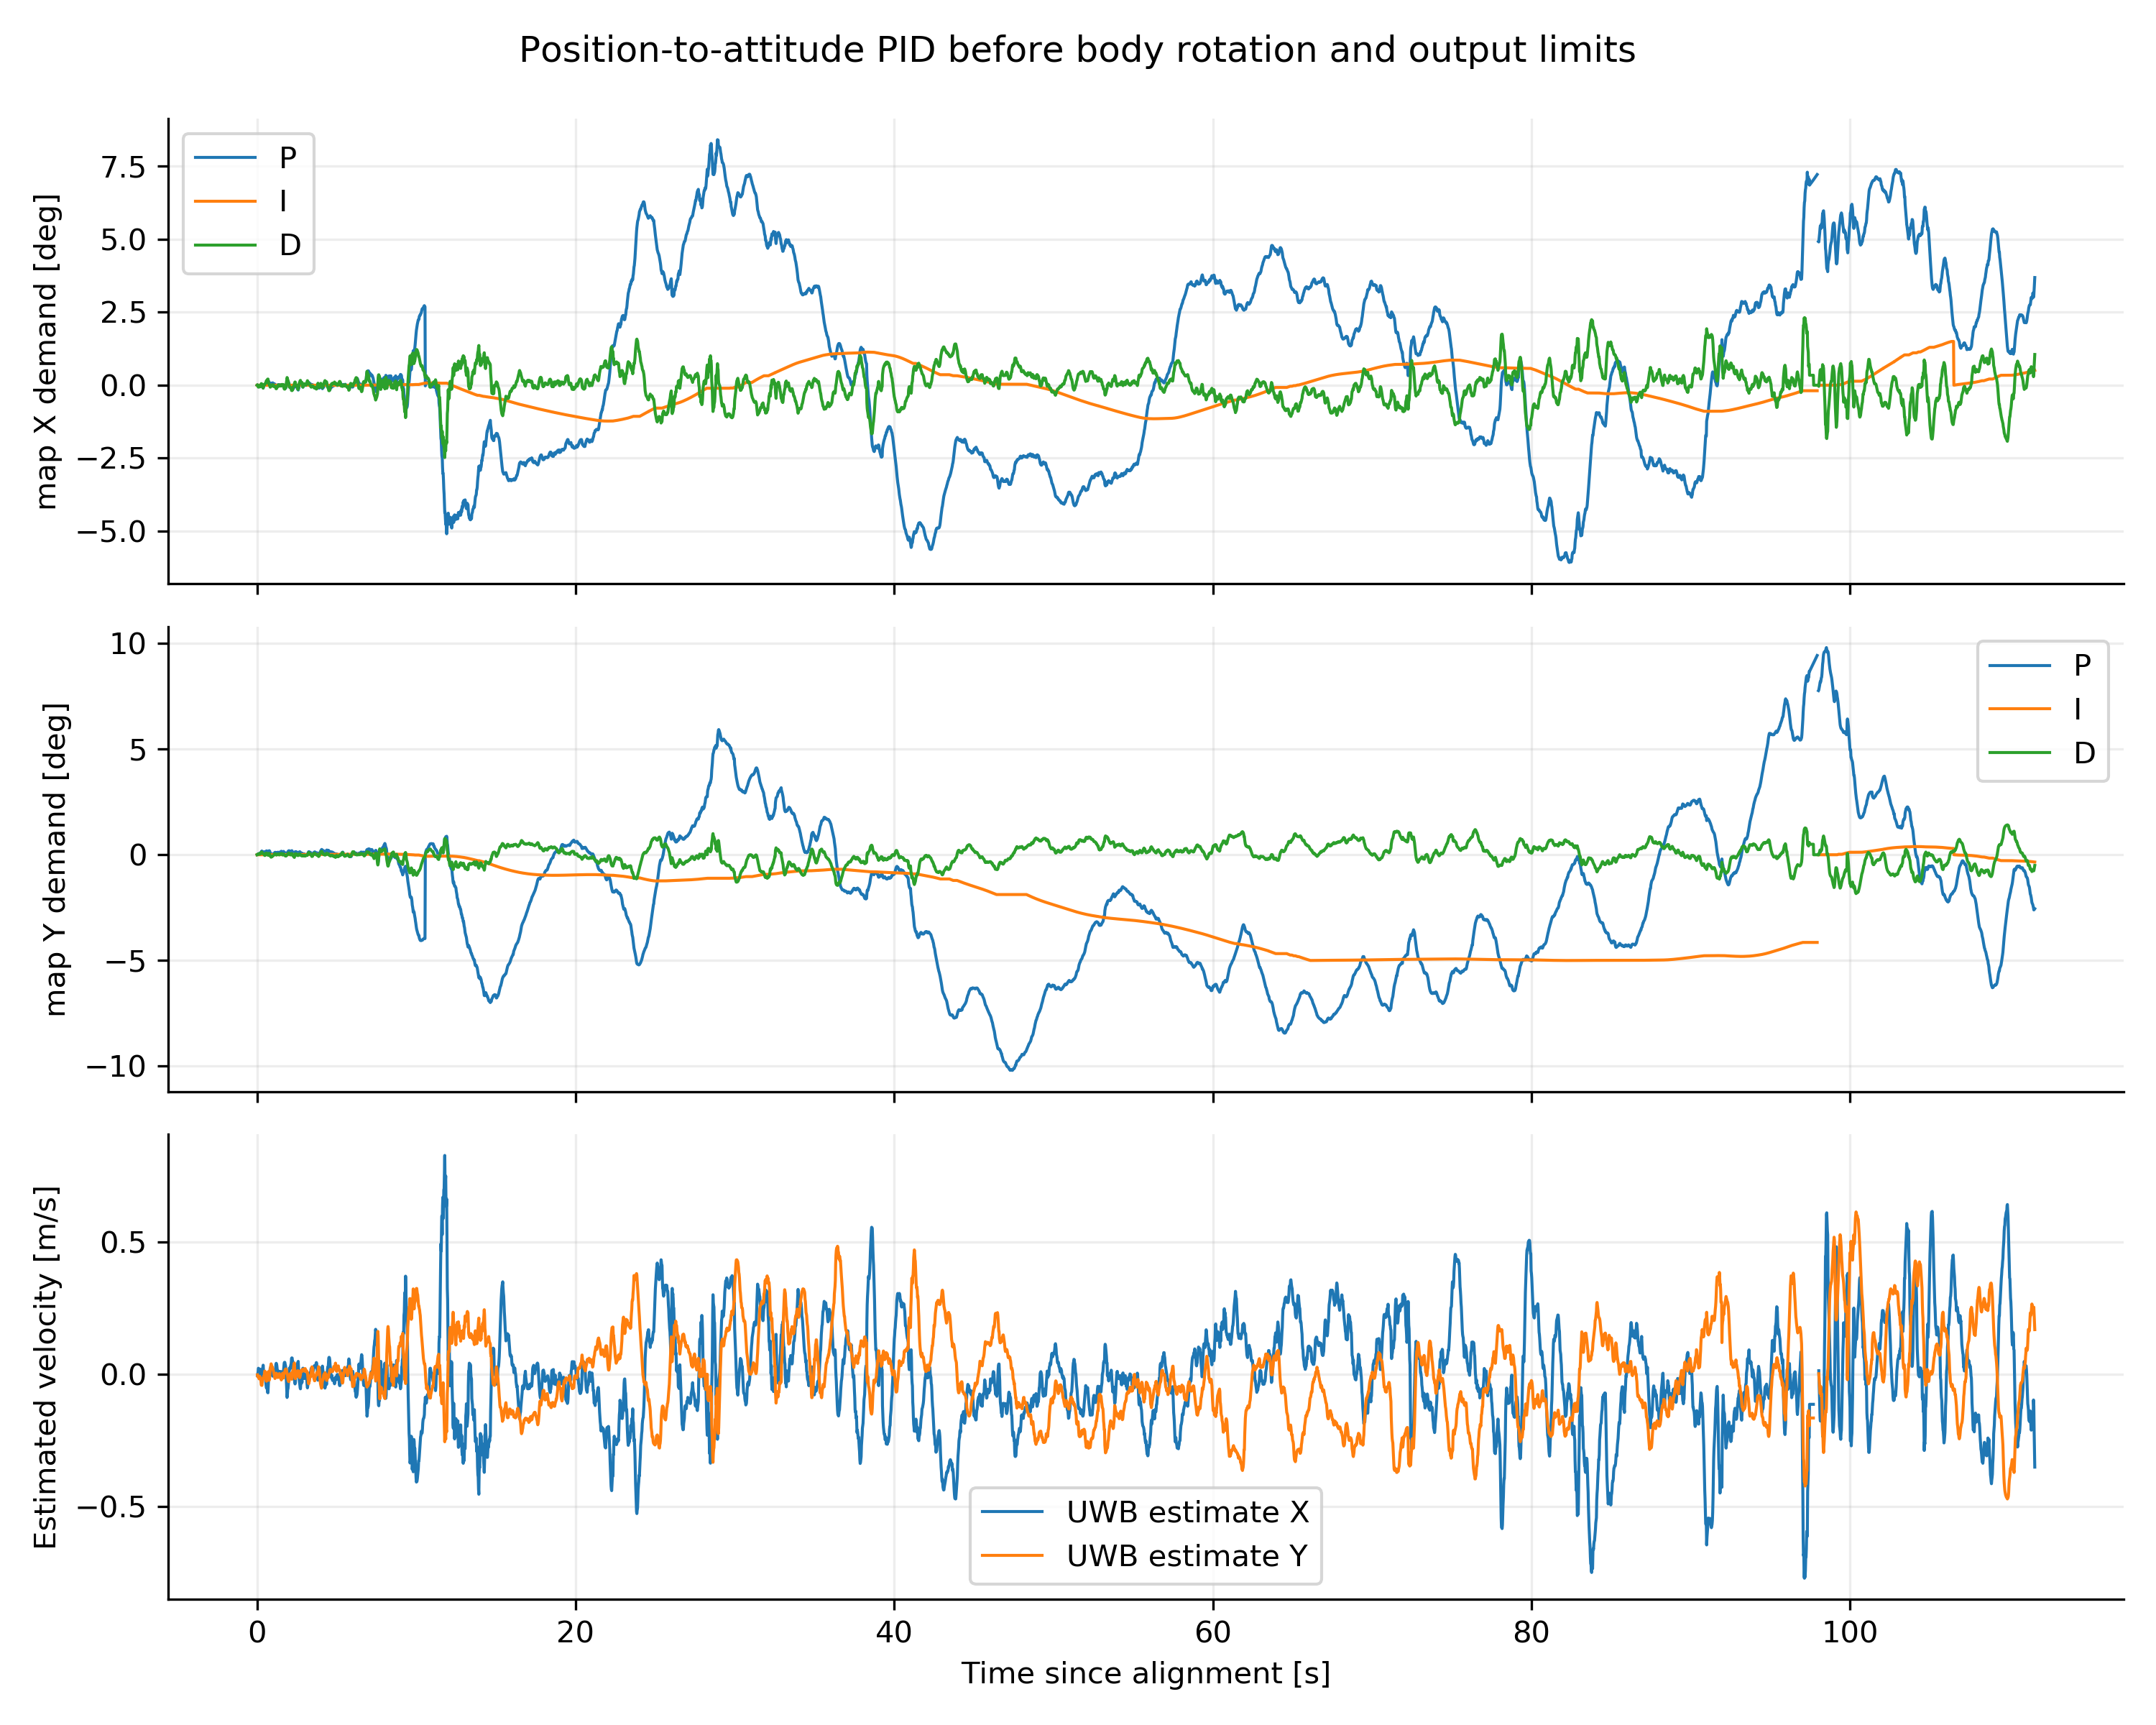 Position-to-attitude PID before body rotation and output limits
map X demand [deg]
7.5
5.0
2.5
0.0
−2.5
−5.0
P
I
D
map Y demand [deg]
10
5
0
−5
−10
P
I
D
Estimated velocity [m/s]
0.5
0.0
−0.5
UWB estimate X
UWB estimate Y
0
20
40
60
80
100
Time since alignment [s]